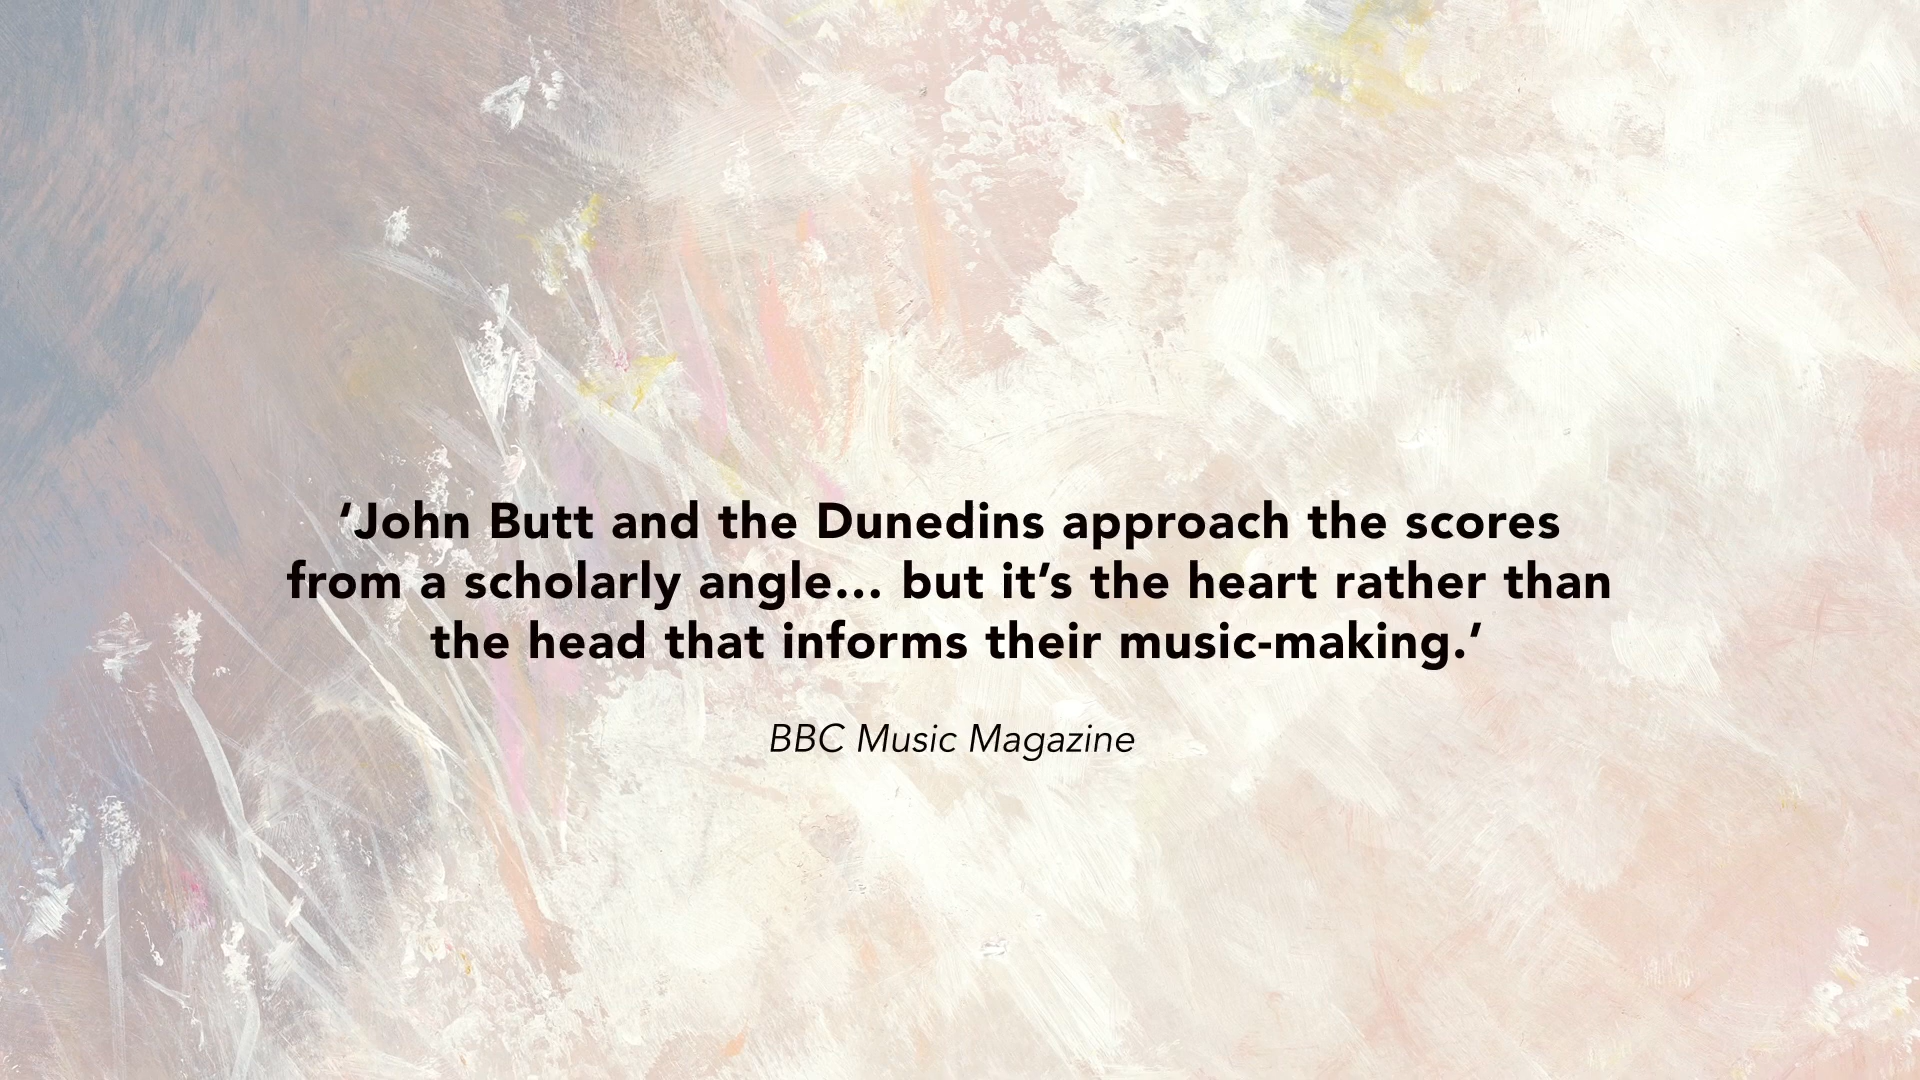 ‘John Butt and the Dunedins approach the scores
from a scholarly angle… but it’s the heart rather than
the head that informs their music-making.’
BBC Music Magazine